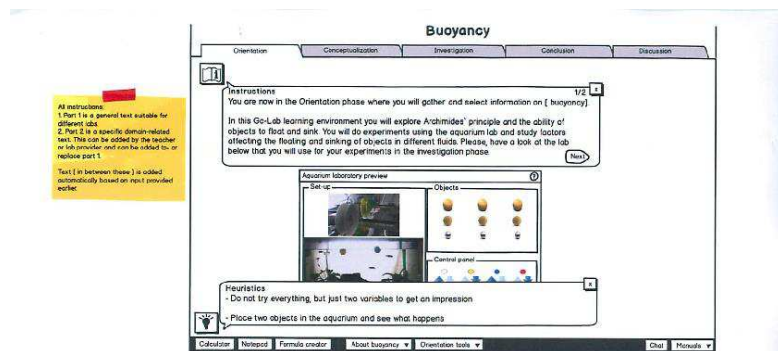 Buoyancy
Orientation
Conceptualization
Investigation
Conclusion
Discussion
Instructions
1/2
x
You are now in the Orientation phase where you will gather and select information on [ buoyancy]
In this Go-Lab learning environment you will explore Archimides' principle and the ability of
objects to float and sink. You will do experiments using the aquarium lab and study factors
affecting the floating and sinking of objects in different fluids. Please, have a look at the lab
below that you will use for your experiments in the investigation phase
Next
All instructions:
1. Part 1 is a general text suitable for
different labs
2. Part 2 is a specific domain-related
text. This can be added by the teacher
or lab provider and can be added to or
replace part 1.
Text [ in between these ] is added
automatically based on input provided
earlier
Aquarium laboratory preview
?
Set-up
Objects
Control panel
Heuristics
x
- Do not try everything, but just two variables to get an impression
- Place two objects in the aquarium and see what happens
Calculator
Notepad
Formula creator
About buoyancy ▼
Orientation tools ▼
Chat
Manuals ▼